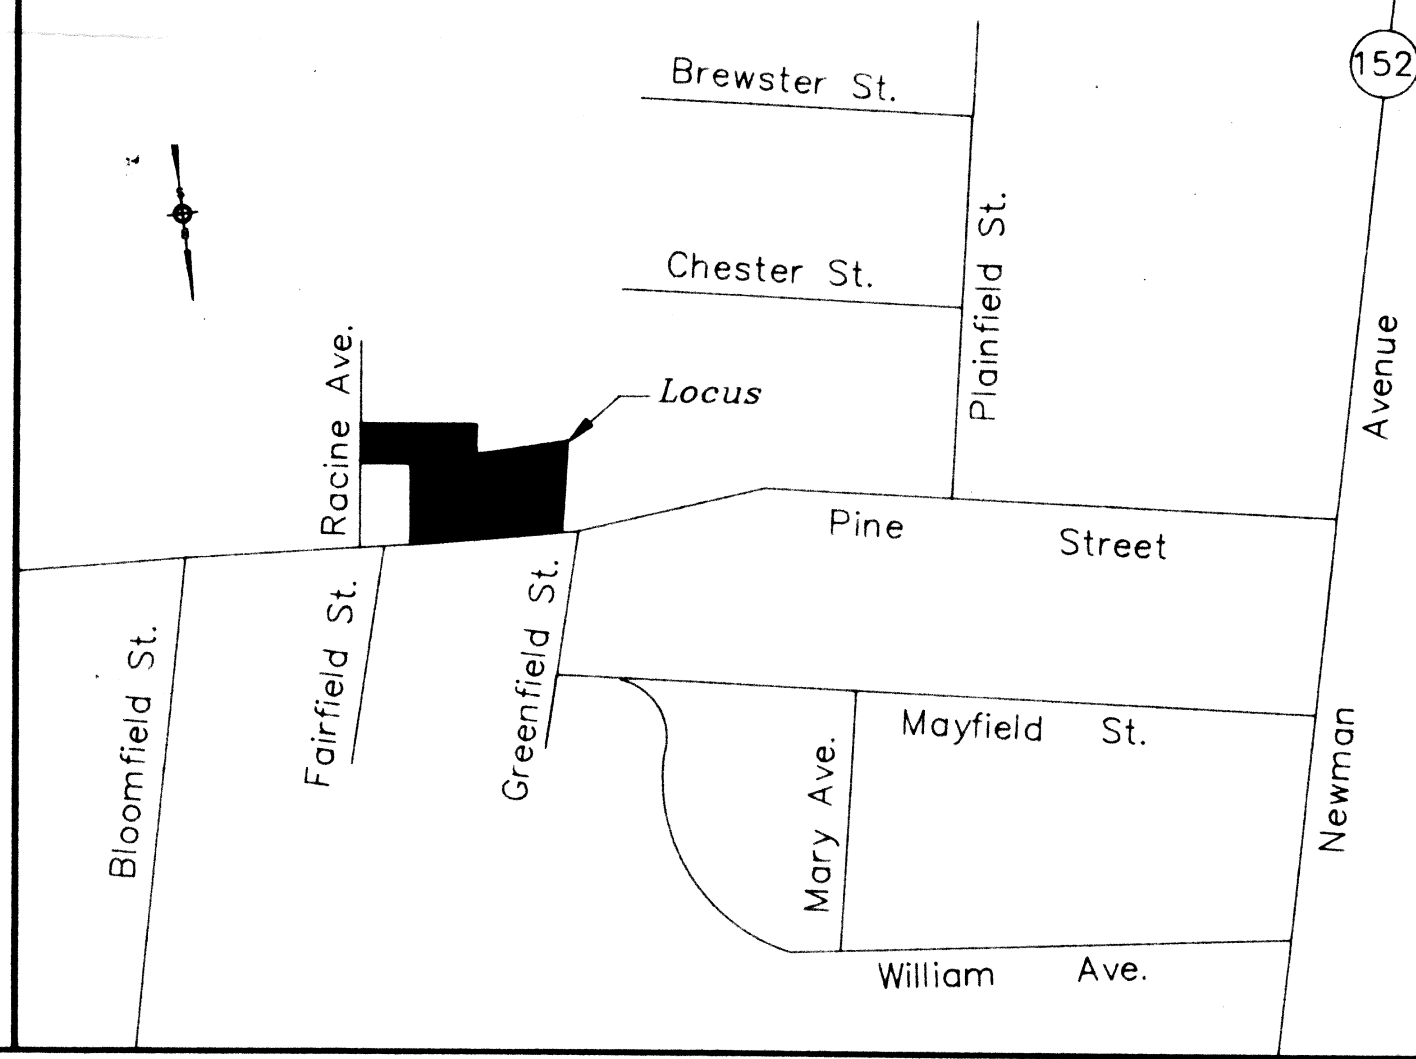 152
Brewster St.
Chester St.
Plainfield St.
Avenue
Racine Ave.
Locus
Pine Street
Bloomfield St.
Fairfield St.
Greenfield St.
Mayfield St.
Mary Ave.
Newman
William Ave.